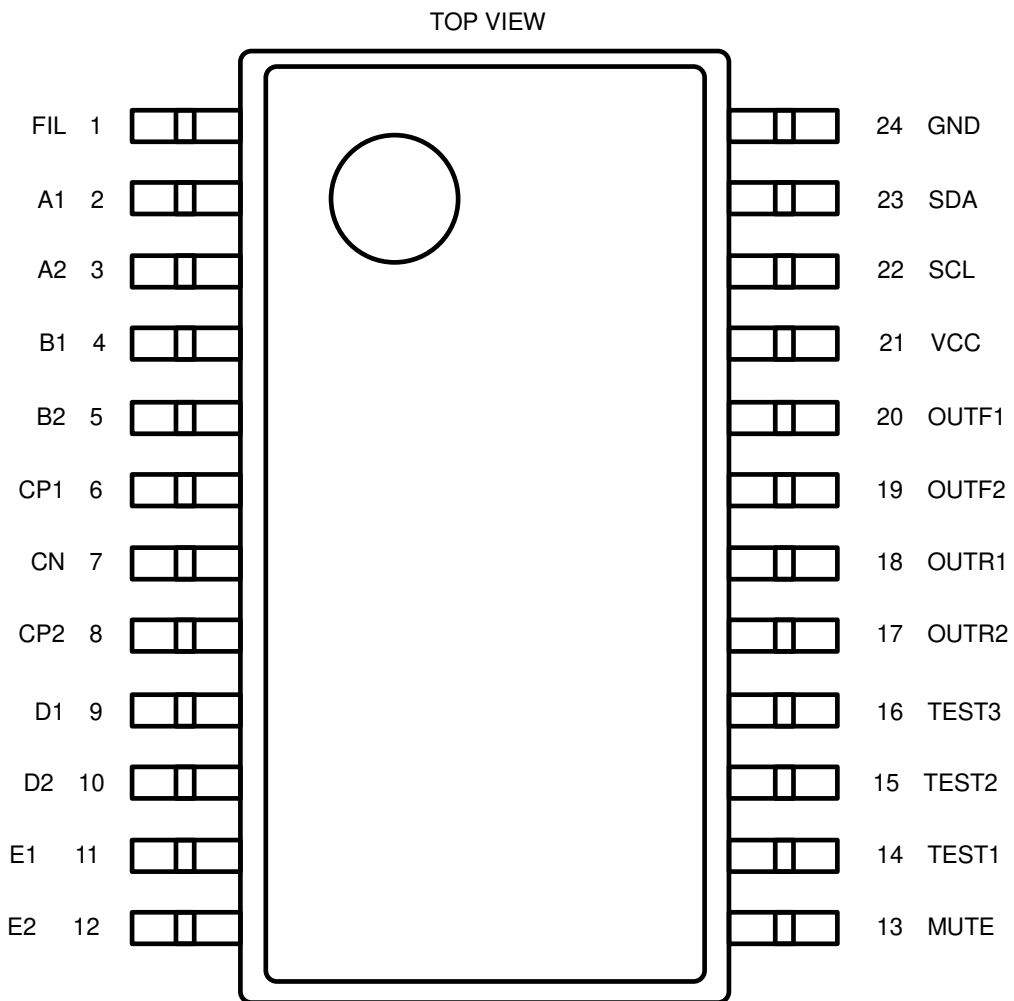 TOP VIEW
FIL 1
A1 2
A2 3
B1 4
B2 5
CP1 6
CN 7
CP2 8
D1 9
D2 10
E1 11
E2 12
24 GND
23 SDA
22 SCL
21 VCC
20 OUTF1
19 OUTF2
18 OUTR1
17 OUTR2
16 TEST3
15 TEST2
14 TEST1
13 MUTE